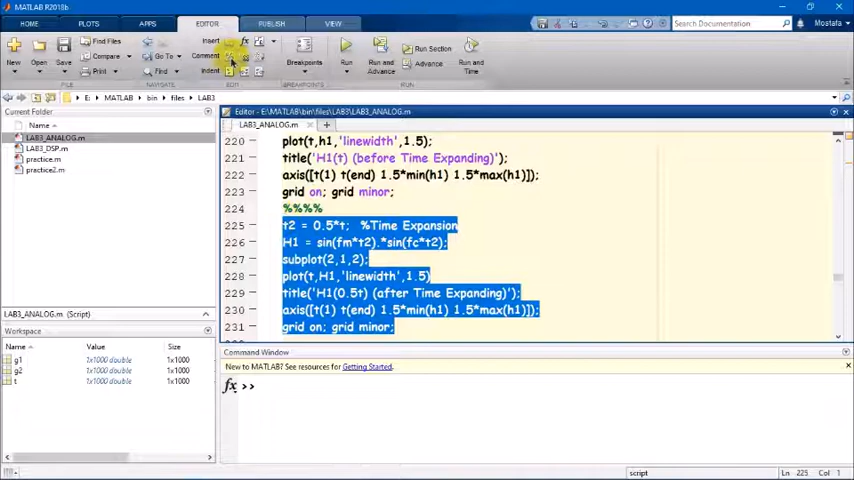 MATLAB R2018b
HOME
PLOTS
APPS
EDITOR
PUBLISH
VIEW
Search Documentation
Mostafa
New
Open
Save
Find Files
Compare
Print
Go To
Find
Insert
Comment
Indent
Breakpoints
Run
Run and
Advance
Run Section
Advance
Run and
Time
FILE
NAVIGATE
EDIT
BREAKPOINTS
RUN
E: MATLAB bin files LAB3
Current Folder
Name
LAB3_ANALOG.m
LAB3_DSP.m
practice.m
practice2.m
LAB3_ANALOG.m (Script)
Workspace
Name Value Size
g1 1x1000 double 1x1000
g2 1x1000 double 1x1000
t 1x1000 double 1x1000
Editor - E:\MATLAB\bin\files\LAB3\LAB3_ANALOG.m
LAB3_ANALOG.m
220 plot(t,h1,'linewidth',1.5);
221 title('H1(t) (before Time Expanding)');
222 axis([t(1) t(end) 1.5*min(h1) 1.5*max(h1)]);
223 grid on; grid minor;
224 %%%%
225 t2 = 0.5*t; %Time Expansion
226 H1 = sin(fm*t2).*sin(fc*t2);
227 subplot(2,1,2);
228 plot(t,H1,'linewidth',1.5)
229 title('H1(0.5t) (after Time Expanding)');
230 axis([t(1) t(end) 1.5*min(h1) 1.5*max(h1)]);
231 grid on; grid minor;
Command Window
New to MATLAB? See resources for Getting Started.
fx >>
script
Ln 225 Col 1